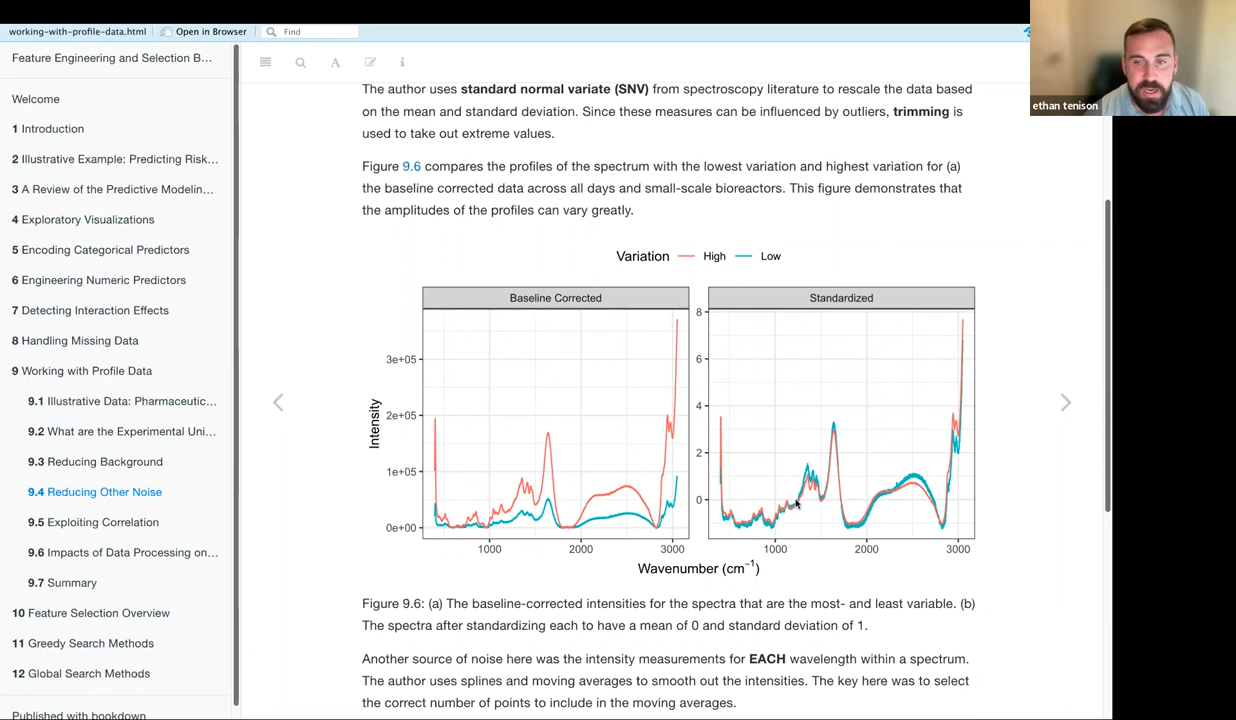 working-with-profile-data.html
Open in Browser
Find
ethan tenison
Feature Engineering and Selection B...
Welcome
1 Introduction
2 Illustrative Example: Predicting Risk...
3 A Review of the Predictive Modelin...
4 Exploratory Visualizations
5 Encoding Categorical Predictors
6 Engineering Numeric Predictors
7 Detecting Interaction Effects
8 Handling Missing Data
9 Working with Profile Data
9.1 Illustrative Data: Pharmaceutic...
9.2 What are the Experimental Uni...
9.3 Reducing Background
9.4 Reducing Other Noise
9.5 Exploiting Correlation
9.6 Impacts of Data Processing on...
9.7 Summary
10 Feature Selection Overview
11 Greedy Search Methods
12 Global Search Methods
Published with bookdown
The author uses standard normal variate (SNV) from spectroscopy literature to rescale the data based
on the mean and standard deviation. Since these measures can be influenced by outliers, trimming is
used to take out extreme values.
Figure 9.6 compares the profiles of the spectrum with the lowest variation and highest variation for (a)
the baseline corrected data across all days and small-scale bioreactors. This figure demonstrates that
the amplitudes of the profiles can vary greatly.
Variation High Low
Baseline Corrected
Standardized
Intensity
3e+05
2e+05
1e+05
0e+00
8
6
4
2
0
1000 2000 3000
1000 2000 3000
Wavenumber (cm⁻¹)
Figure 9.6: (a) The baseline-corrected intensities for the spectra that are the most- and least variable. (b)
The spectra after standardizing each to have a mean of 0 and standard deviation of 1.
Another source of noise here was the intensity measurements for EACH wavelength within a spectrum.
The author uses splines and moving averages to smooth out the intensities. The key here was to select
the correct number of points to include in the moving averages.